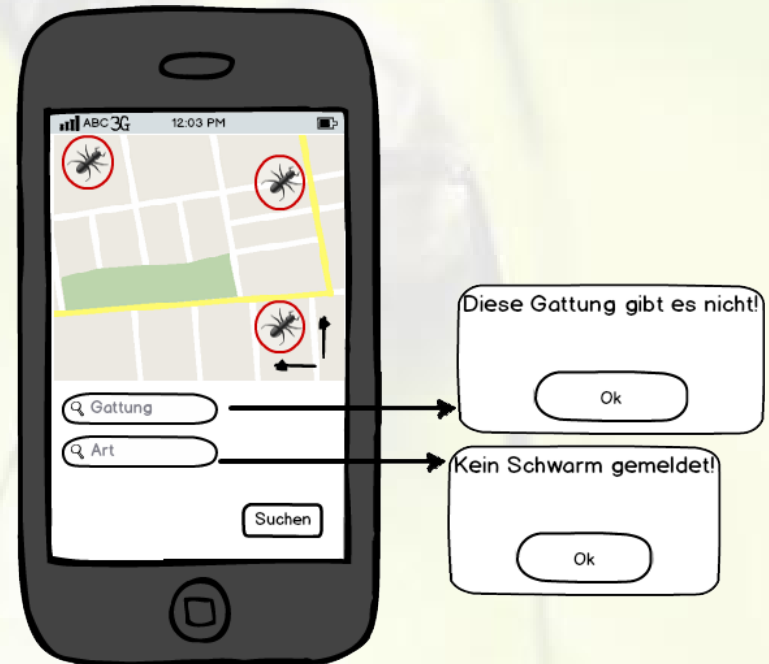 ABC 3G 12:03 PM
Gattung
Art
Suchen
Diese Gattung gibt es nicht!
Ok
Kein Schwarm gemeldet!
Ok